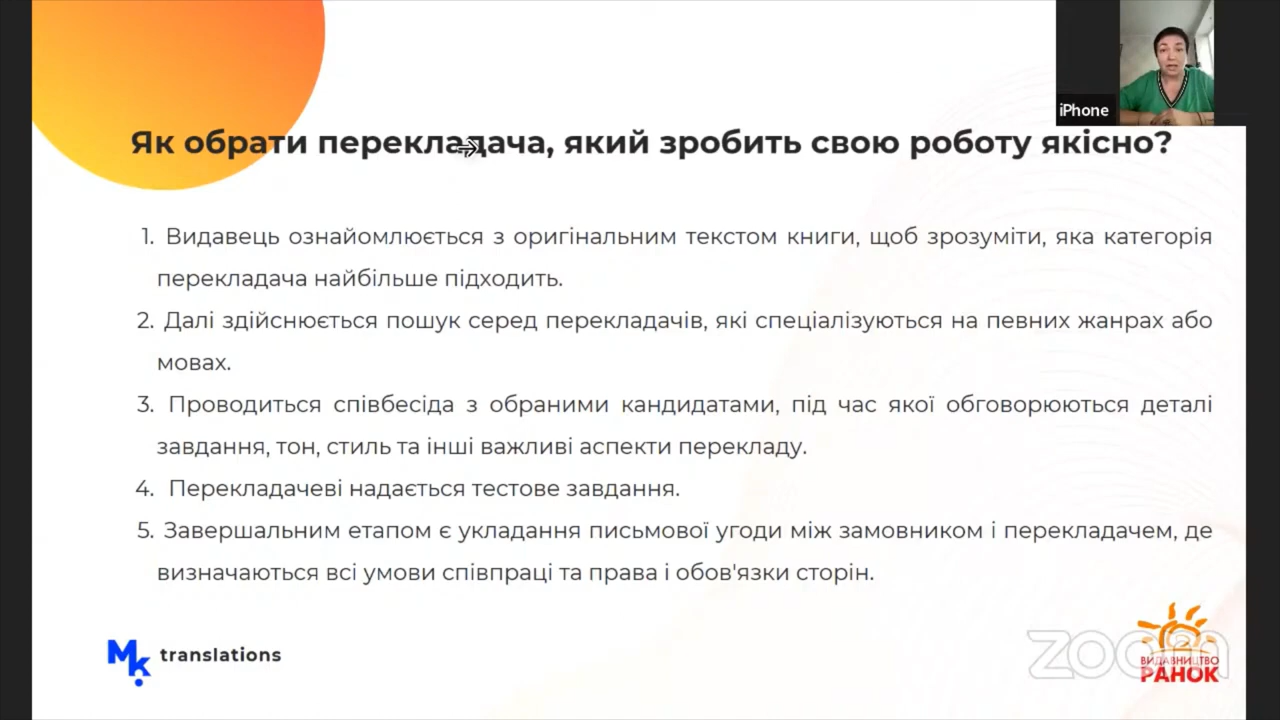 iPhone
Як обрати перекладача, який зробить свою роботу якісно?
1. Видавець ознайомлюється з оригінальним текстом книги, щоб зрозуміти, яка категорія
перекладача найбільше підходить.
2. Далі здійснюється пошук серед перекладачів, які спеціалізуються на певних жанрах або
мовах.
3. Проводиться співбесіда з обраними кандидатами, під час якої обговорюються деталі
завдання, тон, стиль та інші важливі аспекти перекладу.
4. Перекладачеві надається тестове завдання.
5. Завершальним етапом є укладання письмової угоди між замовником і перекладачем, де
визначаються всі умови співпраці та права і обов'язки сторін.
Mk translations
zoom
ВИДАВНИЦТВО
РАНОК